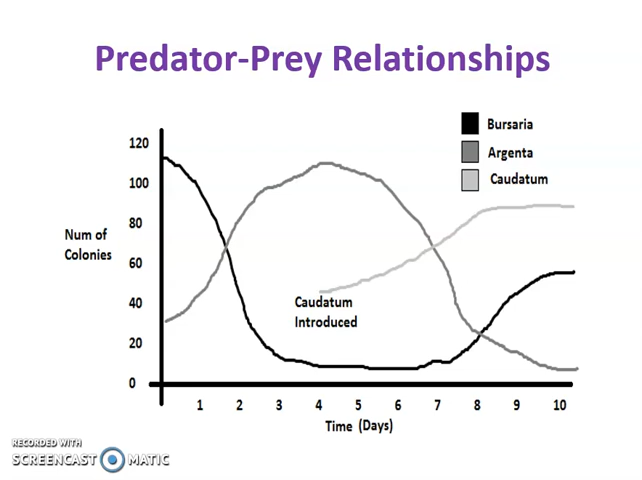 Predator-Prey Relationships
Bursaria
Argenta
Caudatum
120
100
80
60
40
20
0
Num of
Colonies
Caudatum
Introduced
1 2 3 4 5 6 7 8 9 10
Time (Days)
RECORDED WITH
SCREENCAST MATIC